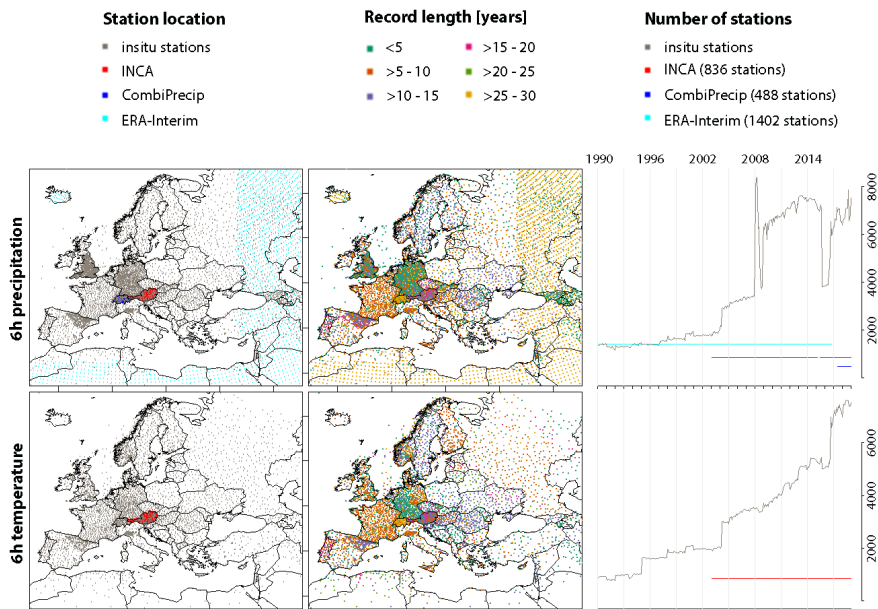 Station location
insitu stations
INCA
CombiPrecip
ERA-Interim
Record length [years]
<5
>5 - 10
>10 - 15
>15 - 20
>20 - 25
>25 - 30
Number of stations
insitu stations
INCA (836 stations)
CombiPrecip (488 stations)
ERA-Interim (1402 stations)
1990 1996 2002 2008 2014
6h precipitation
8000
6000
4000
2000
6h temperature
6000
4000
2000